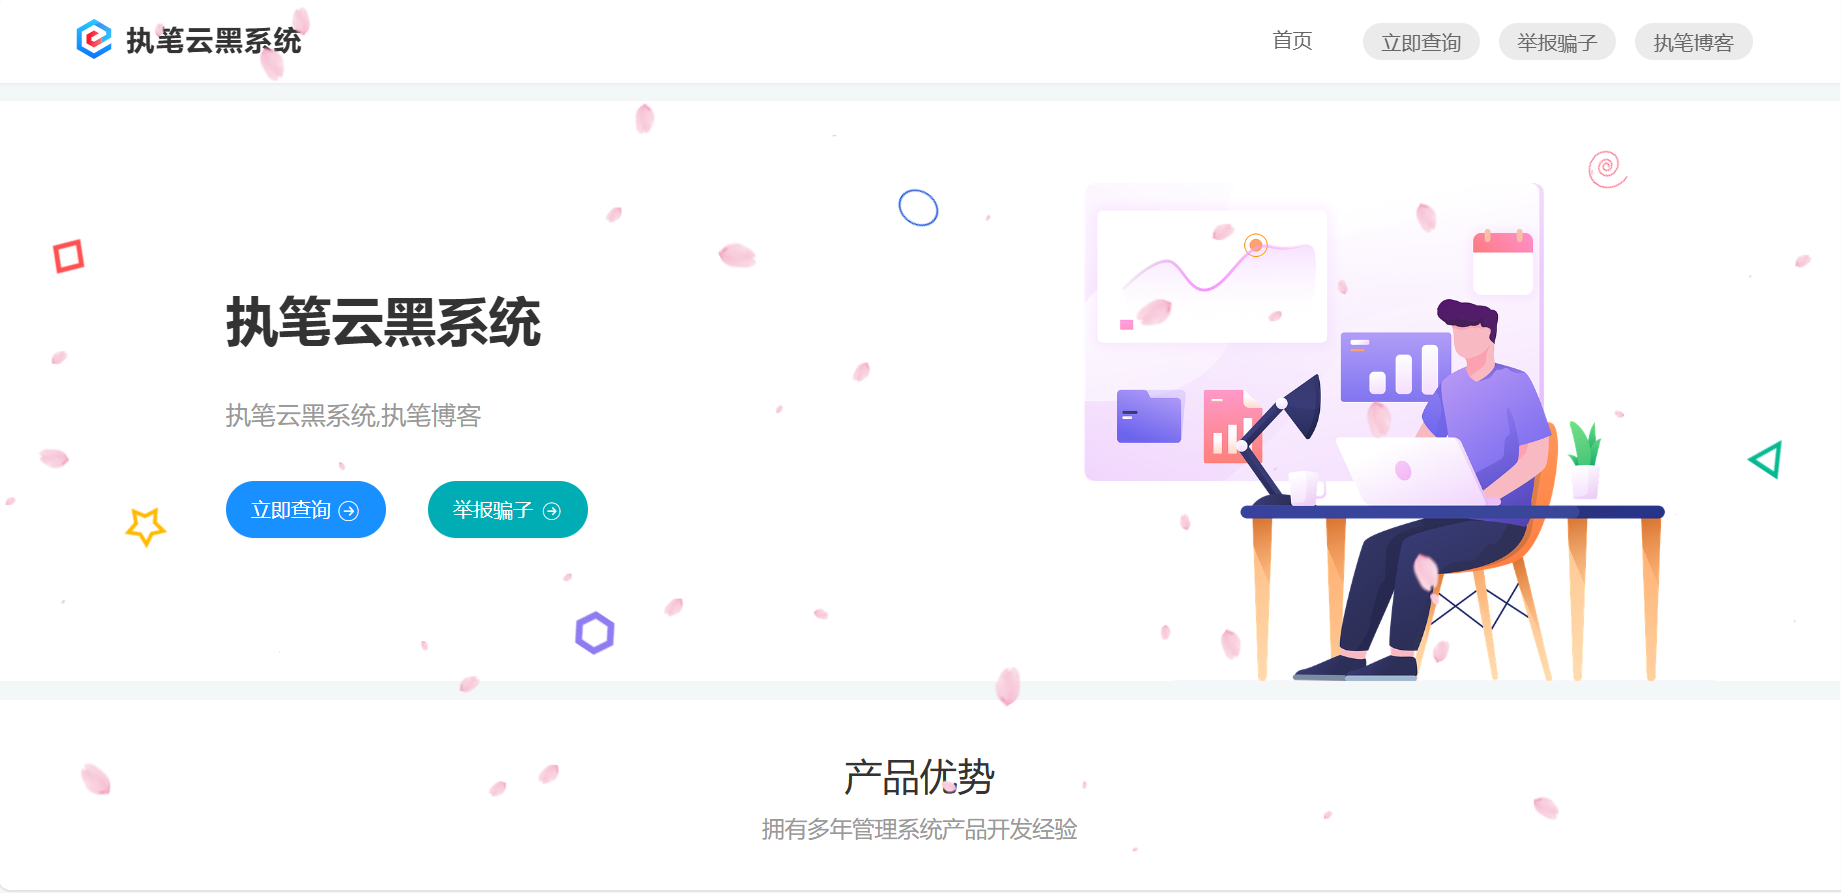 执笔云黑系统
首页
立即查询
举报骗子
执笔博客
执笔云黑系统
执笔云黑系统,执笔博客
立即查询
举报骗子
产品优势
拥有多年管理系统产品开发经验